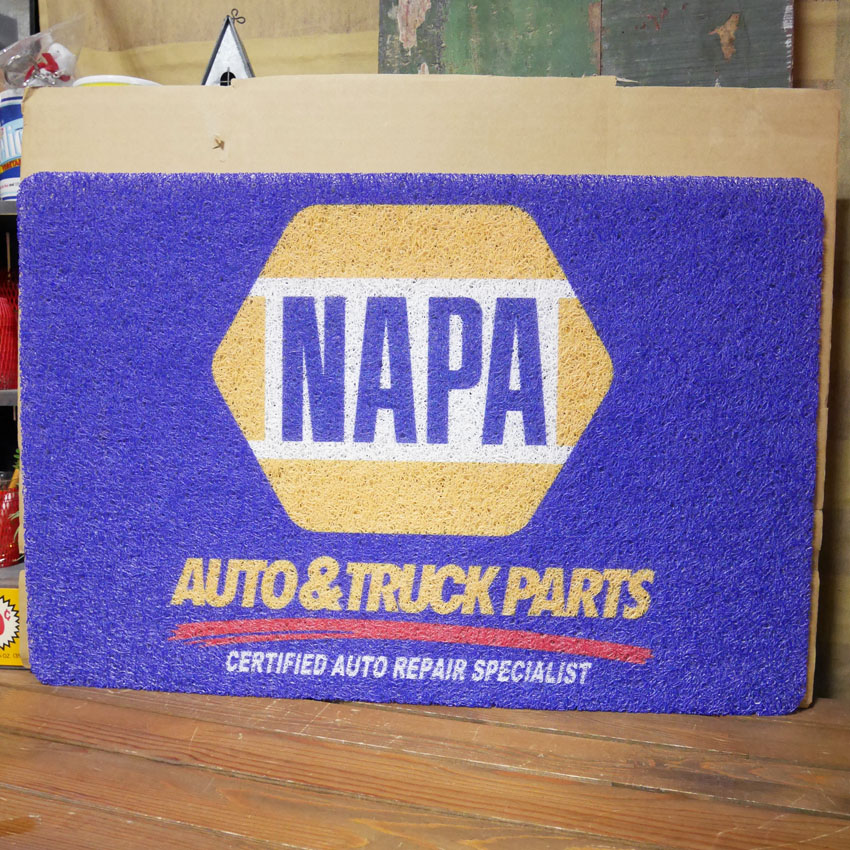 NAPA
AUTO & TRUCK PARTS
CERTIFIED AUTO REPAIR SPECIALIST